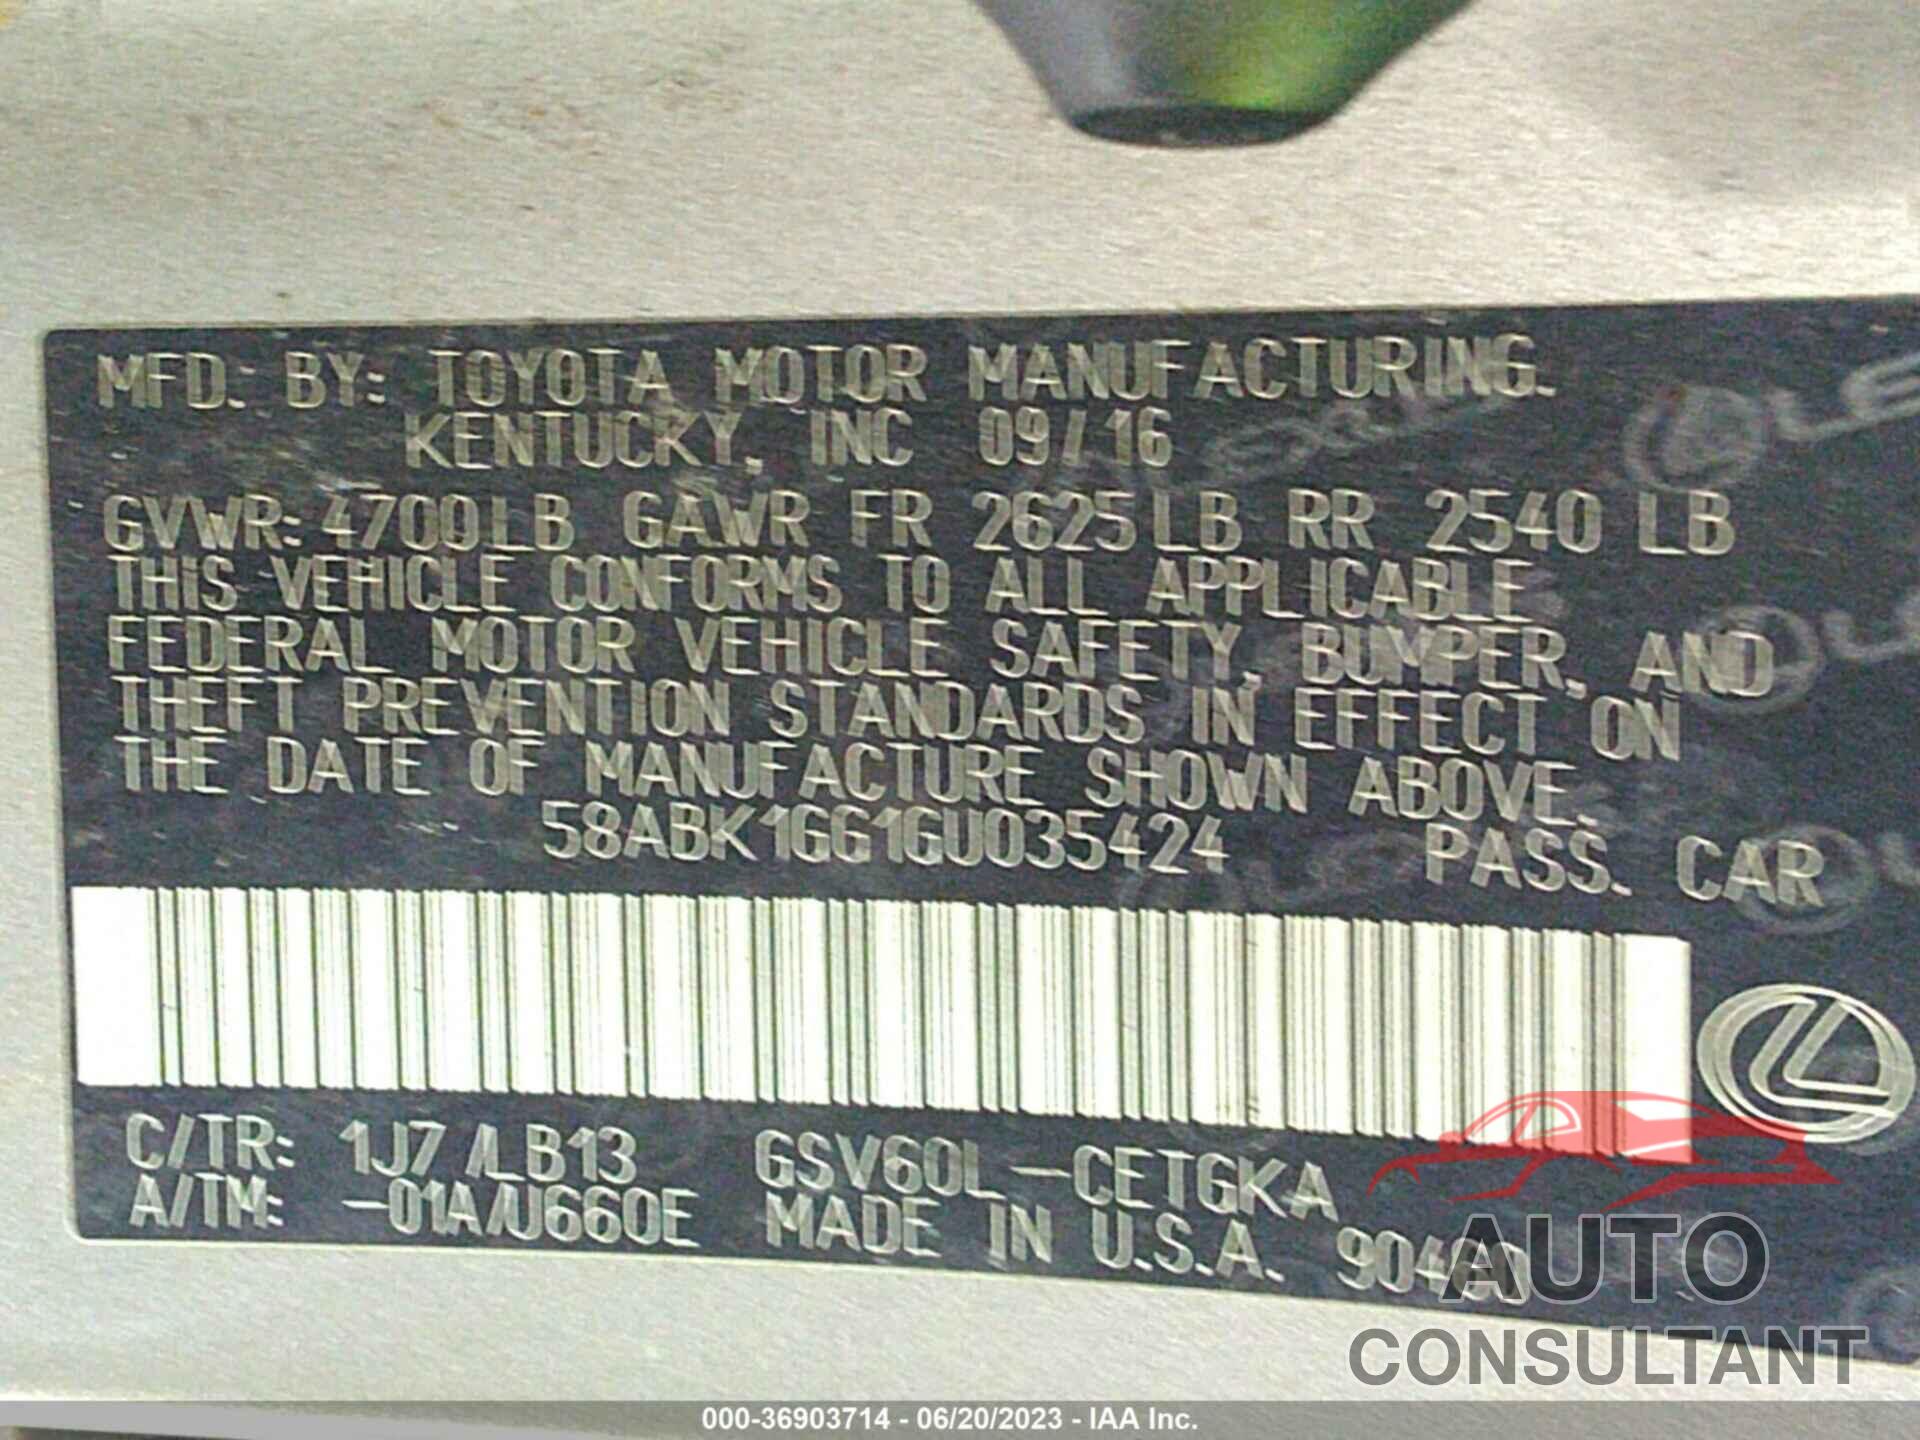 MFD. BY: TOYOTA MOTOR MANUFACTURING.
KENTUCKY, INC 09/16
GVWR: 4700LB GAWR FR 2625LB RR 2540 LB
THIS VEHICLE CONFORMS TO ALL APPLICABLE
FEDERAL MOTOR VEHICLE SAFETY, BUMPER, AND
THEFT PREVENTION STANDARDS IN EFFECT ON
THE DATE OF MANUFACTURE SHOWN ABOVE.
58ABK1GG1GU035424 PASS. CAR
C/TR: 1J7/LB13 GSV60L-CETGKA
A/TM: -01A/U660E MADE IN U.S.A.
AUTO
CONSULTANT
000-36903714 - 06/20/2023 - IAA Inc.